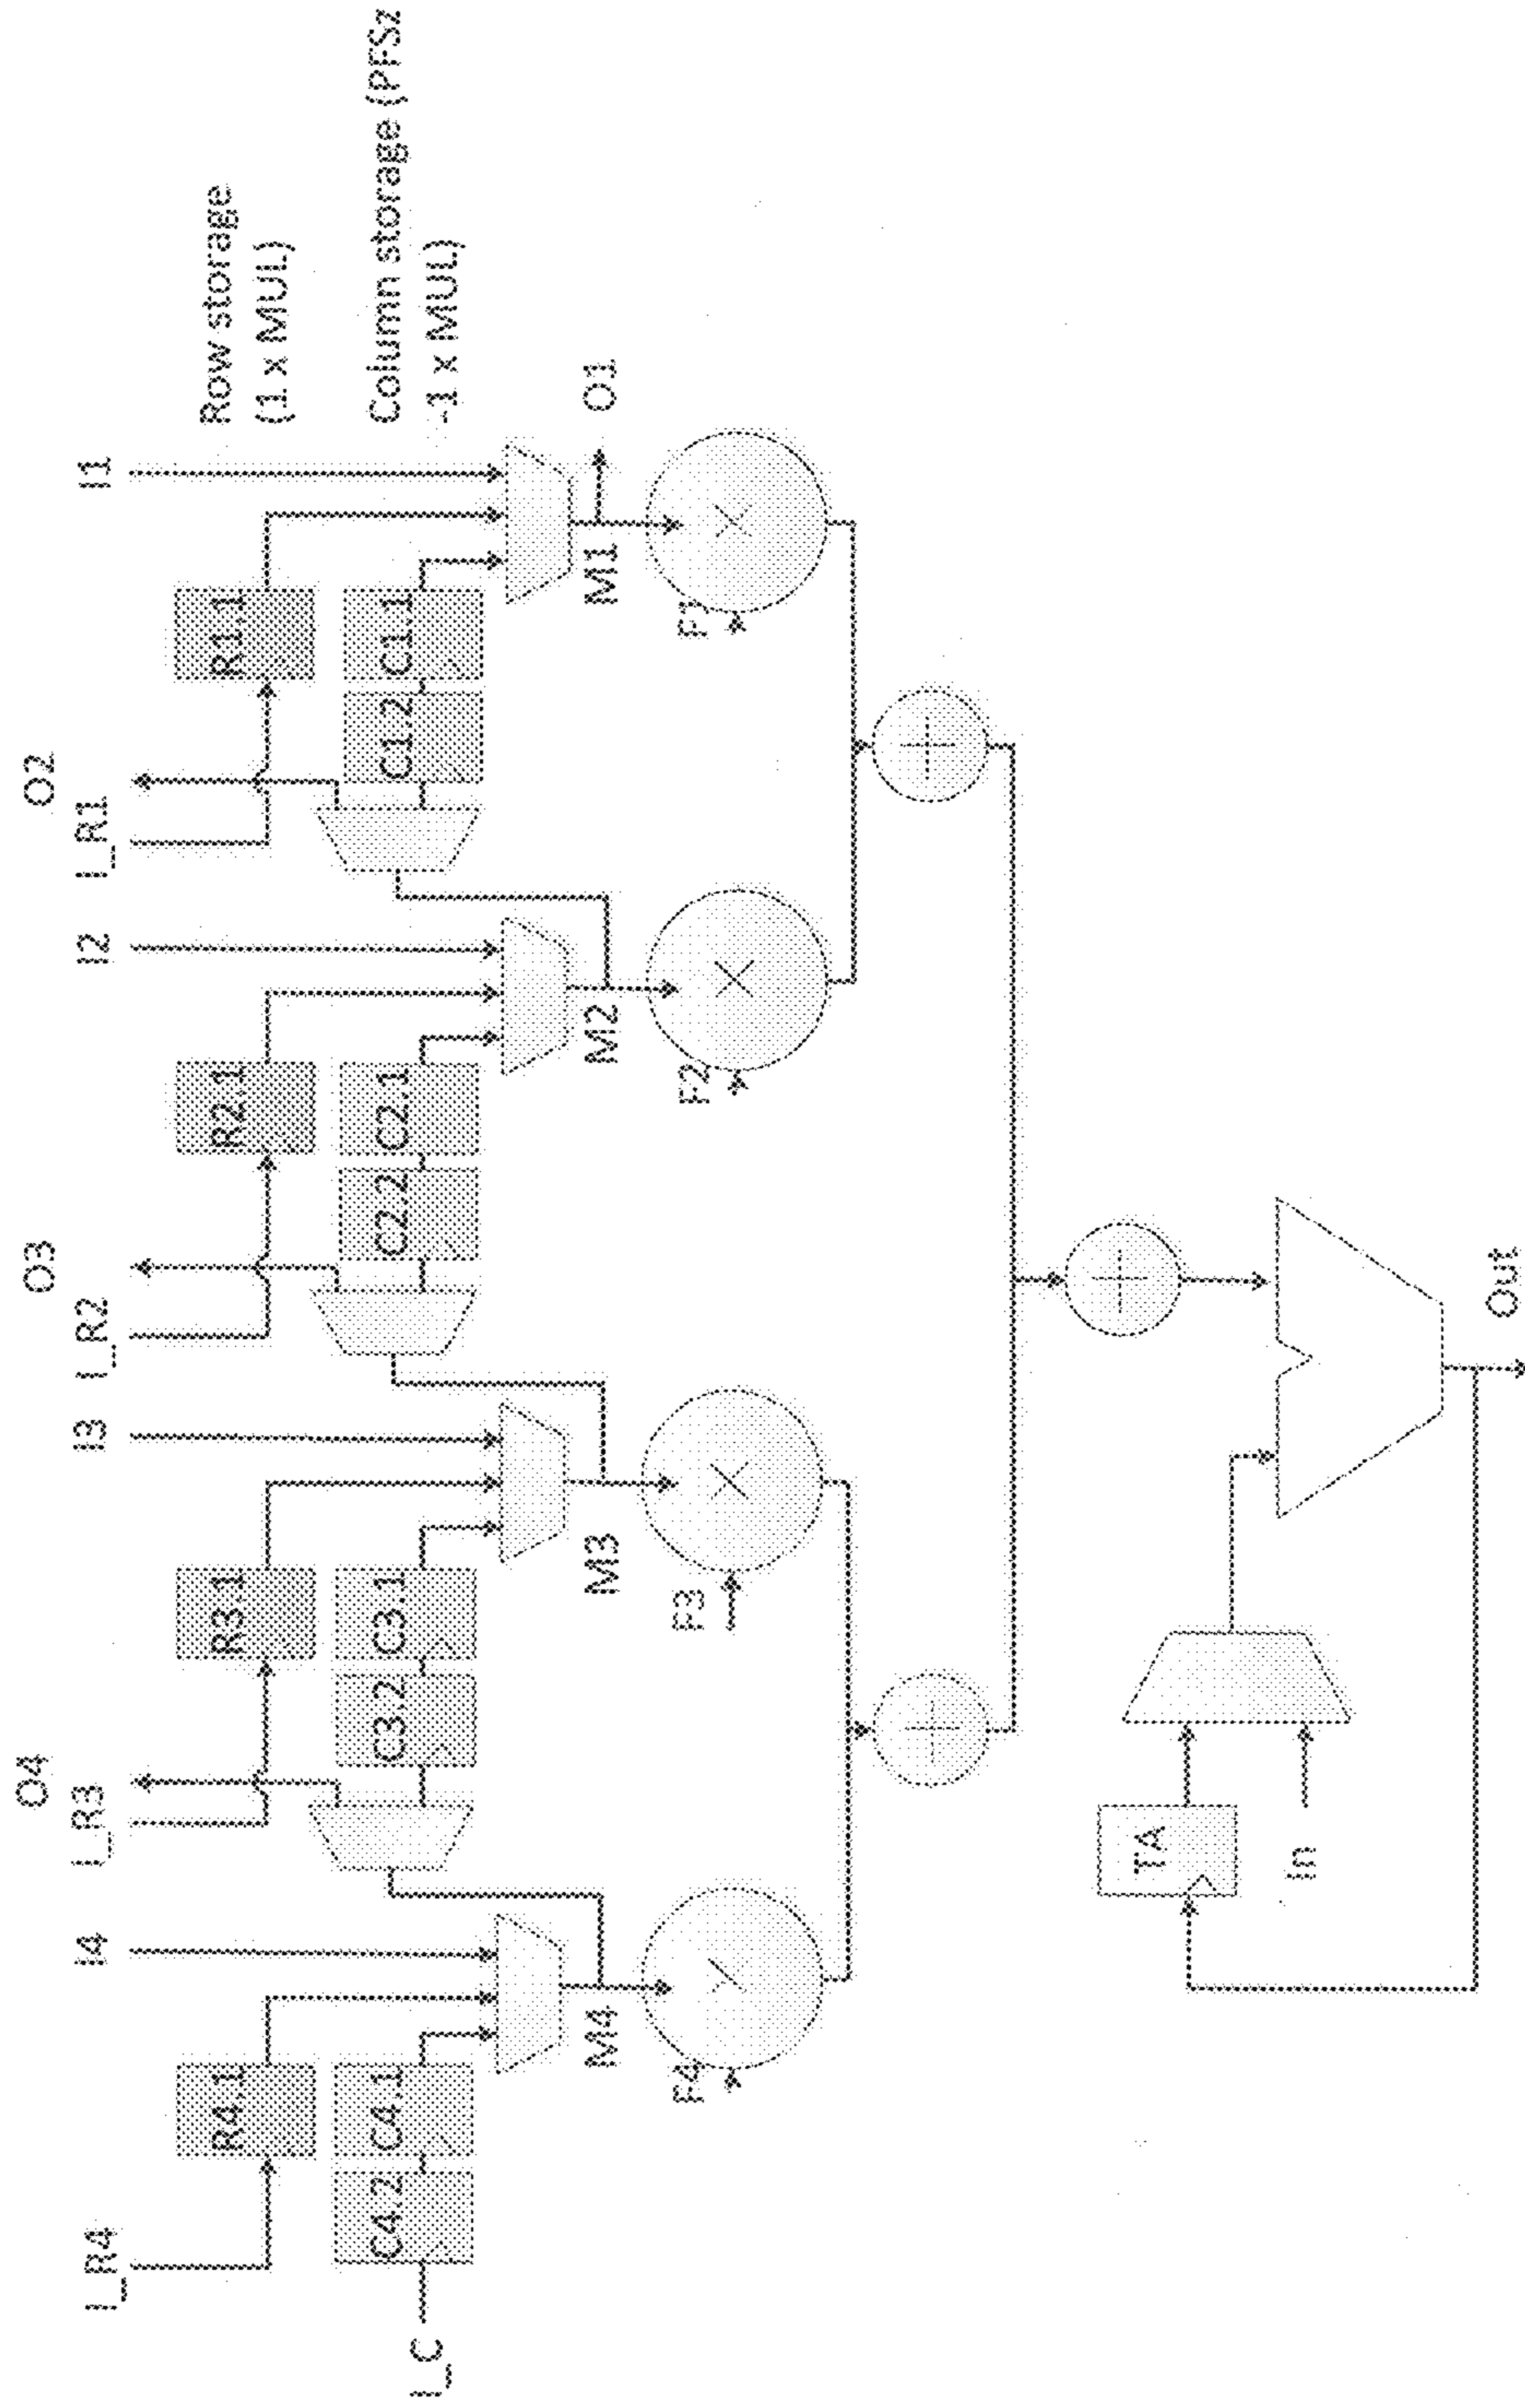 O4
O3
O2
I_R4
I4
I_R3
I3
I_R2
I2
I_R1
I1
Row storage
(1 x MUL)
R4.1
R3.1
R2.1
R1.1
Column storage (PFSz
-1 x MUL)
I_C
C4.2
C4.1
C3.2
C3.1
C2.2
C2.1
C1.2
C1.1
M4
M3
M2
M1
O1
F4
F3
F2
F1
TA
In
Out